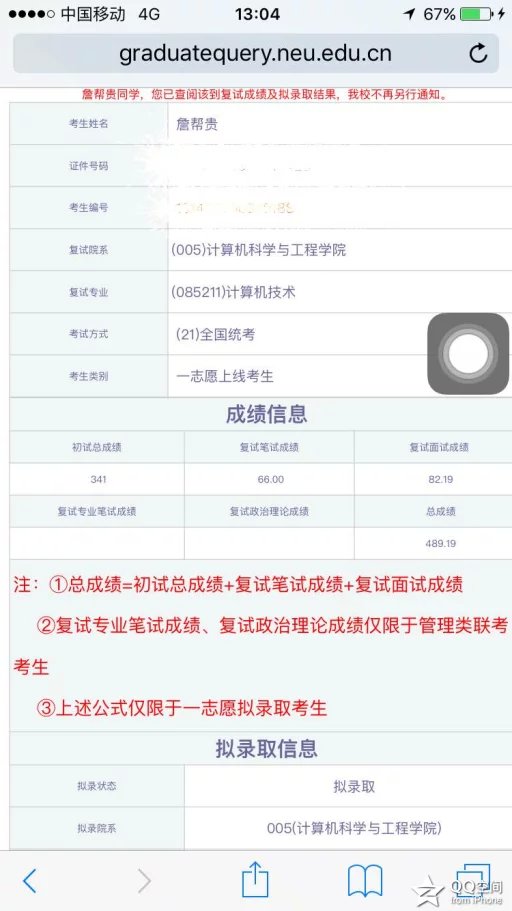 中国移动 4G 13:04 67%
graduatequery.neu.edu.cn
詹帮贵同学，您已查阅该到复试成绩及拟录取结果，我校不再另行通知。
考生姓名 詹帮贵
证件号码
考生编号
复试院系 (005)计算机科学与工程学院
复试专业 (085211)计算机技术
考试方式 (21)全国统考
考生类别 一志愿上线考生
成绩信息
初试总成绩 复试笔试成绩 复试面试成绩
341 66.00 82.19
复试专业笔试成绩 复试政治理论成绩 总成绩
489.19
注：①总成绩=初试总成绩+复试笔试成绩+复试面试成绩
②复试专业笔试成绩、复试政治理论成绩仅限于管理类联考
考生
③上述公式仅限于一志愿拟录取考生
拟录取信息
拟录状态 拟录取
拟录院系 005(计算机科学与工程学院)
QQ空间
from iPhone